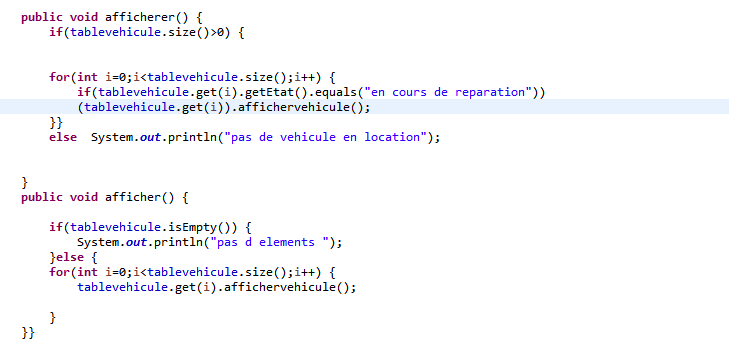 public void afficherer() {
    if(tablevehicule.size()>0) {
    for(int i=0;i<tablevehicule.size();i++) {
        if(tablevehicule.get(i).getEtat().equals("en cours de reparation"))
        (tablevehicule.get(i)).affichervehicule();
    }}
    else  System.out.println("pas de vehicule en location");
}
public void afficher() {
    if(tablevehicule.isEmpty()) {
        System.out.println("pas d elements ");
    }else {
    for(int i=0;i<tablevehicule.size();i++) {
        tablevehicule.get(i).affichervehicule();
    }
}}